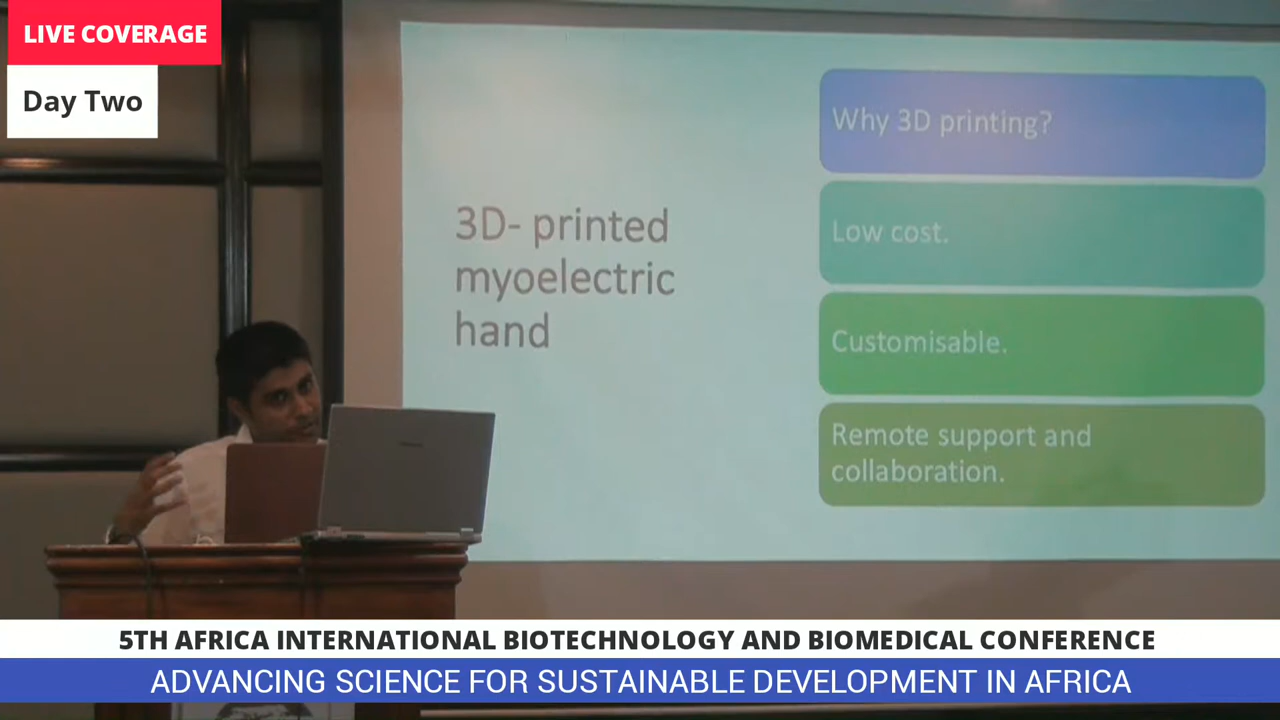 LIVE COVERAGE
Day Two
3D- printed
myoelectric
hand
Why 3D printing?
Low cost.
Customisable.
Remote support and
collaboration.
5TH AFRICA INTERNATIONAL BIOTECHNOLOGY AND BIOMEDICAL CONFERENCE
ADVANCING SCIENCE FOR SUSTAINABLE DEVELOPMENT IN AFRICA